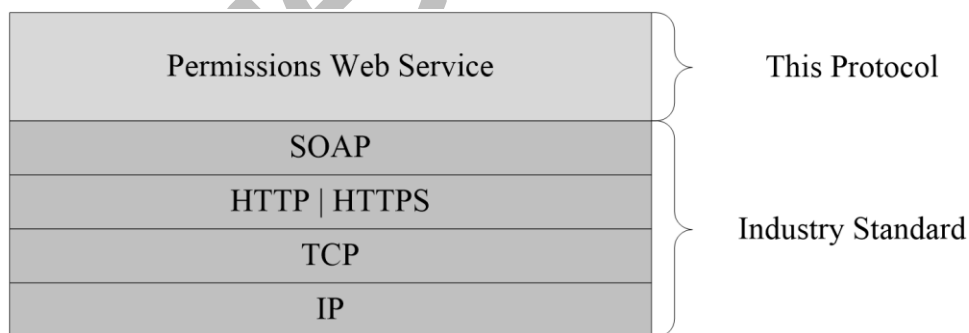 Permissions Web Service
This Protocol
SOAP
HTTP | HTTPS
Industry Standard
TCP
IP